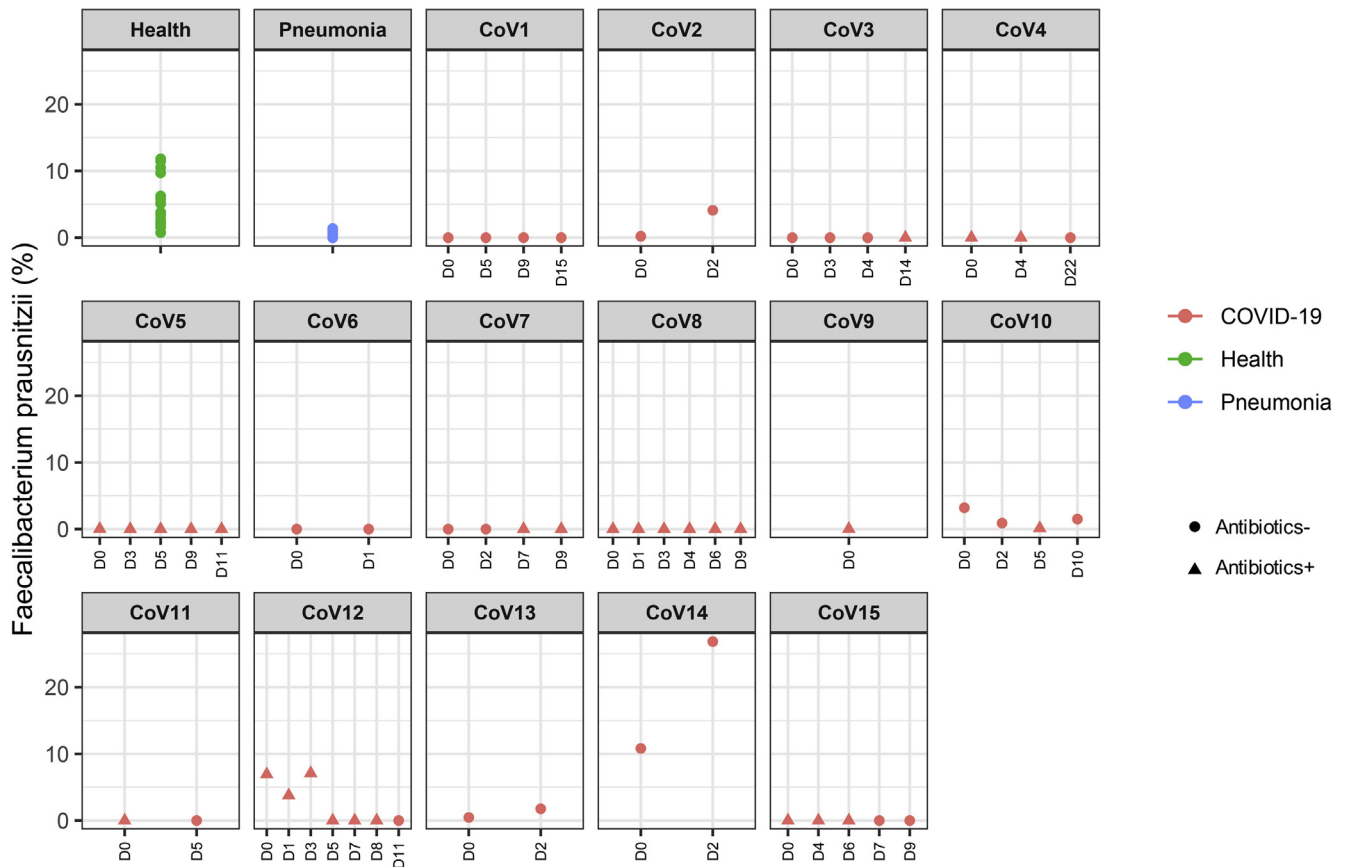 Health Pneumonia CoV1 CoV2 CoV3 CoV4
20
10
0
D0 D5 D9 D15 D0 D2 D0 D3 D4 D14 D0 D4 D22
CoV5 CoV6 CoV7 CoV8 CoV9 CoV10
20
10
0
D0 D3 D5 D9 D11 D0 D1 D0 D2 D7 D9 D0 D1 D3 D4 D6 D9 D0 D0 D2 D5 D10
CoV11 CoV12 CoV13 CoV14 CoV15
20
10
0
D0 D5 D0 D1 D3 D5 D7 D8 D11 D0 D2 D0 D2 D0 D4 D6 D7 D9
Faecalibacterium prausnitzii (%)
COVID-19
Health
Pneumonia
Antibiotics-
Antibiotics+